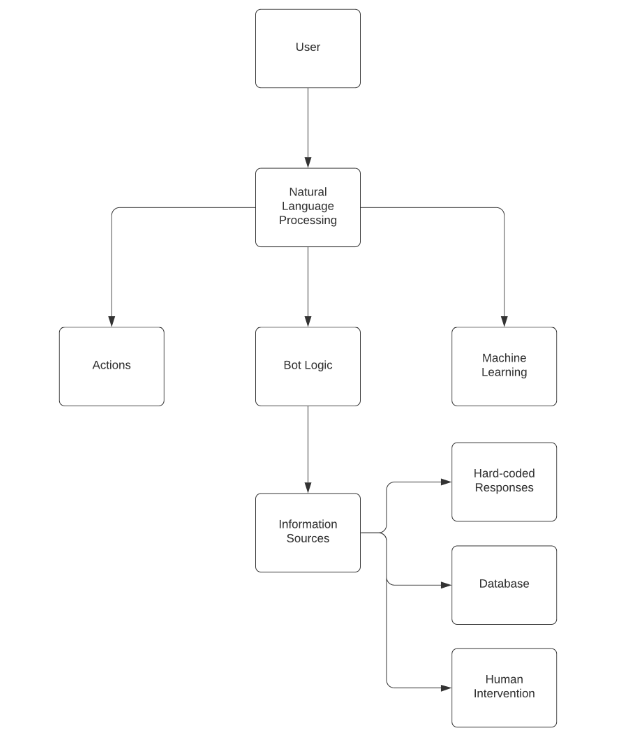 User
Natural
Language
Processing
Actions
Bot Logic
Machine
Learning
Hard-coded
Responses
Information
Sources
Database
Human
Intervention